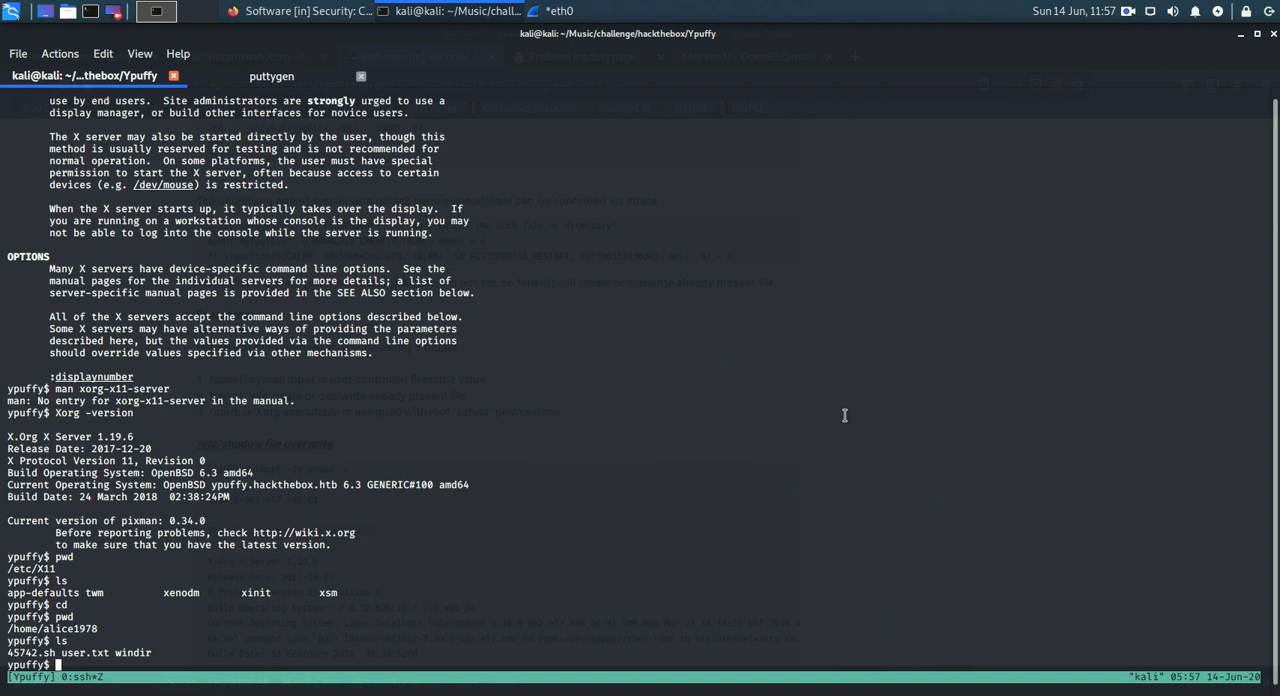 Software [in] Security: C...
kali@kali: ~/Music/chall...
*eth0
Sun 14 Jun, 11:57
kali@kali: ~/Music/challenge/hackthebox/Ypuffy
File Actions Edit View Help
kali@kali: ~/...thebox/Ypuffy
puttygen
use by end users. Site administrators are strongly urged to use a
display manager, or build other interfaces for novice users.
The X server may also be started directly by the user, though this
method is usually reserved for testing and is not recommended for
normal operation. On some platforms, the user must have special
permission to start the X server, often because access to certain
devices (e.g. /dev/mouse) is restricted.
When the X server starts up, it typically takes over the display. If
you are running on a workstation whose console is the display, you may
not be able to log into the console while the server is running.
OPTIONS
Many X servers have device-specific command line options. See the
manual pages for the individual servers for more details; a list of
server-specific manual pages is provided in the SEE ALSO section below.
All of the X servers accept the command line options described below.
Some X servers may have alternative ways of providing the parameters
described here, but the values provided via the command line options
should override values specified via other mechanisms.
:displaynumber
ypuffy$ man xorg-x11-server
man: No entry for xorg-x11-server in the manual.
ypuffy$ Xorg -version
X.Org X Server 1.19.6
Release Date: 2017-12-20
X Protocol Version 11, Revision 0
Build Operating System: OpenBSD 6.3 amd64
Current Operating System: OpenBSD ypuffy.hackthebox.htb 6.3 GENERIC#100 amd64
Build Date: 24 March 2018 02:38:24PM
Current version of pixman: 0.34.0
Before reporting problems, check http://wiki.x.org
to make sure that you have the latest version.
ypuffy$ pwd
/etc/X11
ypuffy$ ls
app-defaults twm xenodm xinit xsm
ypuffy$ cd
ypuffy$ pwd
/home/alice1978
ypuffy$ ls
45742.sh user.txt windir
ypuffy$
[Ypuffy] 0:ssh*Z
"kali" 05:57 14-Jun-20